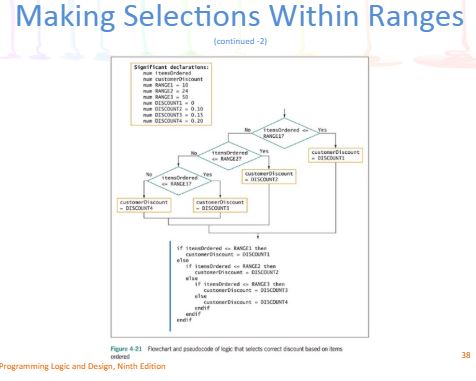 Making Selections Within Ranges
(continued -2)
Significant declarations:
num itemsOrdered
num customerDiscount
num RANGE1 = 10
num RANGE2 = 24
num RANGE3 = 50
num DISCOUNT1 = 0
num DISCOUNT2 = 0.10
num DISCOUNT3 = 0.15
num DISCOUNT4 = 0.20
No
itemsOrdered <=
RANGE1?
Yes
No
itemsOrdered
<= RANGE2?
Yes
customerDiscount
= DISCOUNT1
No
itemsOrdered
<= RANGE3?
Yes
customerDiscount
= DISCOUNT2
customerDiscount
= DISCOUNT4
customerDiscount
= DISCOUNT3
if itemsOrdered <= RANGE1 then
customerDiscount = DISCOUNT1
else
if itemsOrdered <= RANGE2 then
customerDiscount = DISCOUNT2
else
if itemsOrdered <= RANGE3 then
customerDiscount = DISCOUNT3
else
customerDiscount = DISCOUNT4
endif
endif
endif
Figure 4-21 Flowchart and pseudocode of logic that selects correct discount based on items
ordered
38
Programming Logic and Design, Ninth Edition